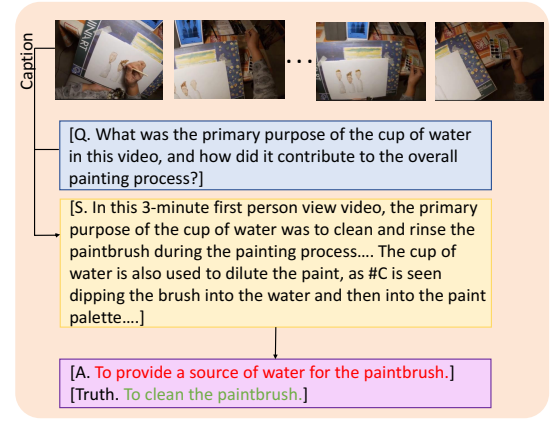 Caption
[Q. What was the primary purpose of the cup of water
in this video, and how did it contribute to the overall
painting process?]
[S. In this 3-minute first person view video, the primary
purpose of the cup of water was to clean and rinse the
paintbrush during the painting process.... The cup of
water is also used to dilute the paint, as #C is seen
dipping the brush into the water and then into the paint
palette....]
[A. To provide a source of water for the paintbrush.]
[Truth. To clean the paintbrush.]